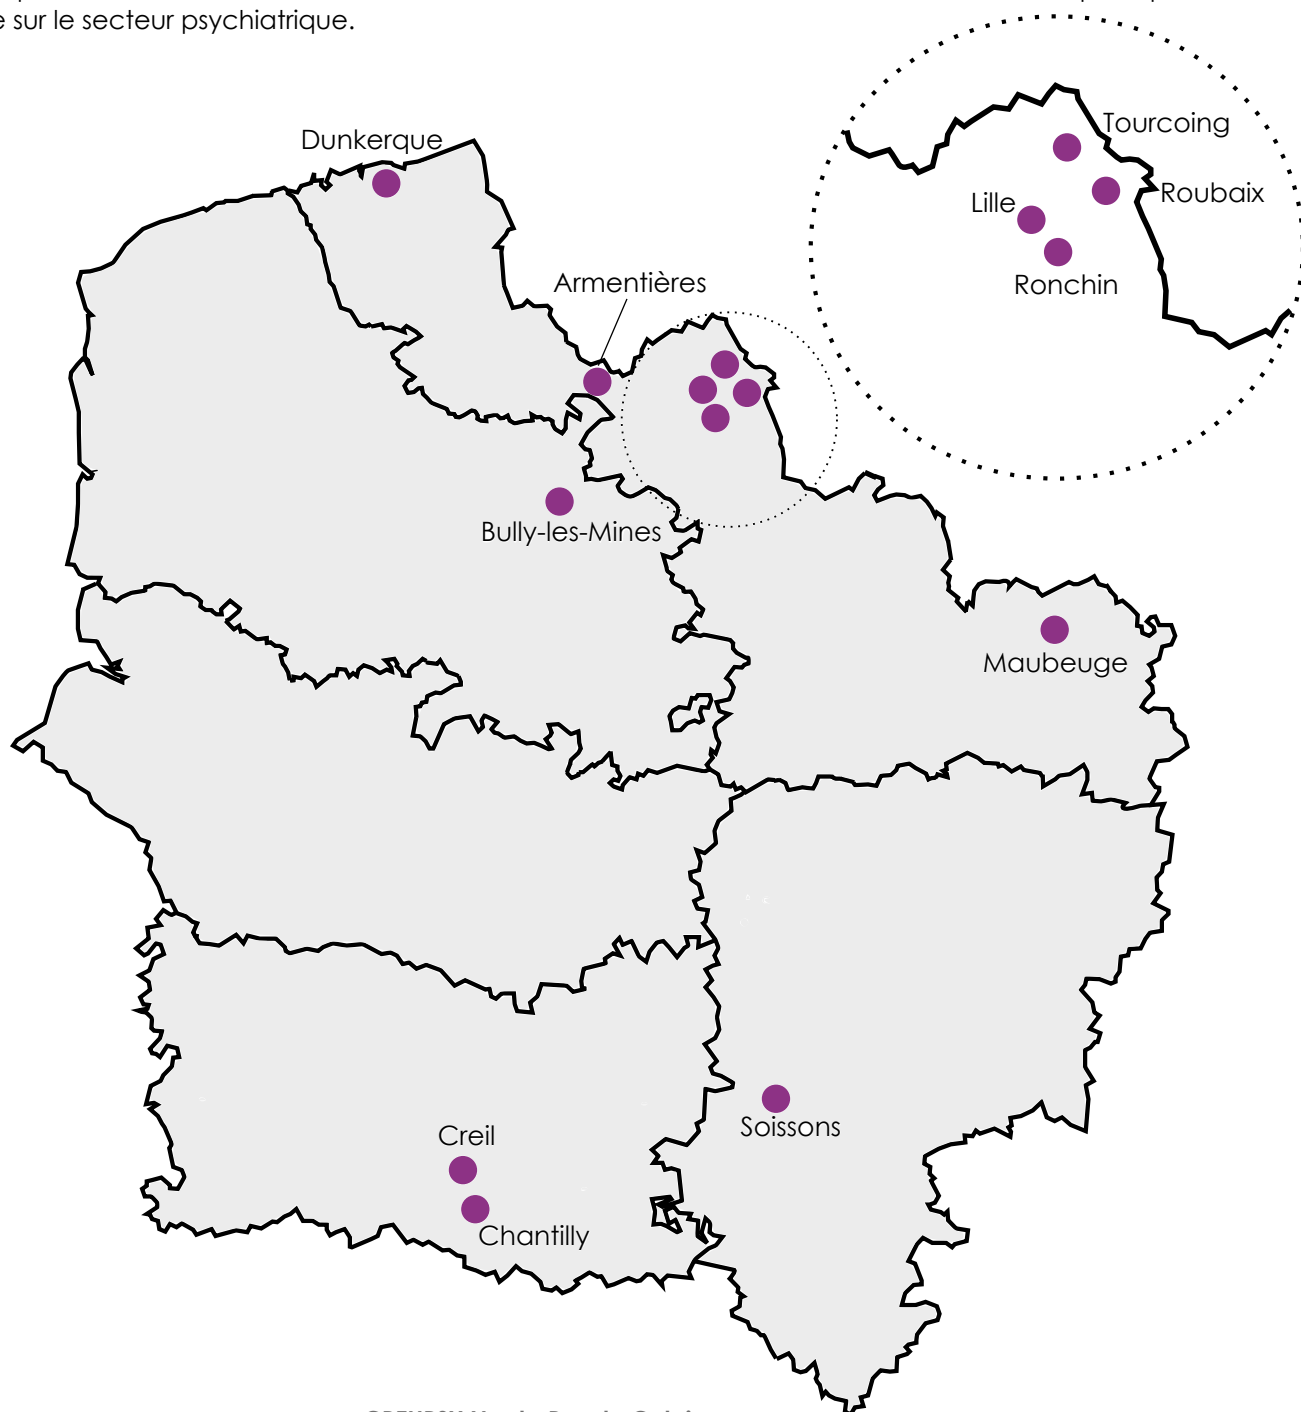 sur le secteur psychiatrique.
Dunkerque
Tourcoing
Roubaix
Lille
Ronchin
Armentières
Bully-les-Mines
Maubeuge
Soissons
Creil
Chantilly